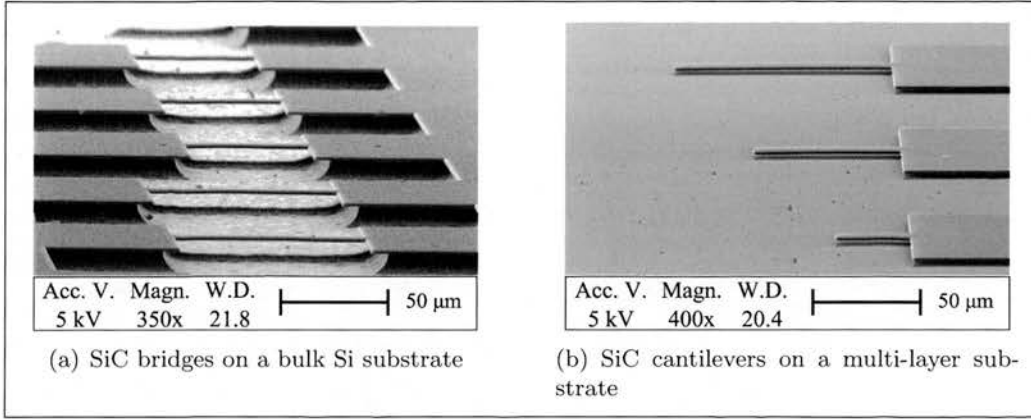 Acc. V. Magn. W.D.
5 kV 350x 21.8
50 µm
(a) SiC bridges on a bulk Si substrate
Acc. V. Magn. W.D.
5 kV 400x 20.4
50 µm
(b) SiC cantilevers on a multi-layer sub-
strate